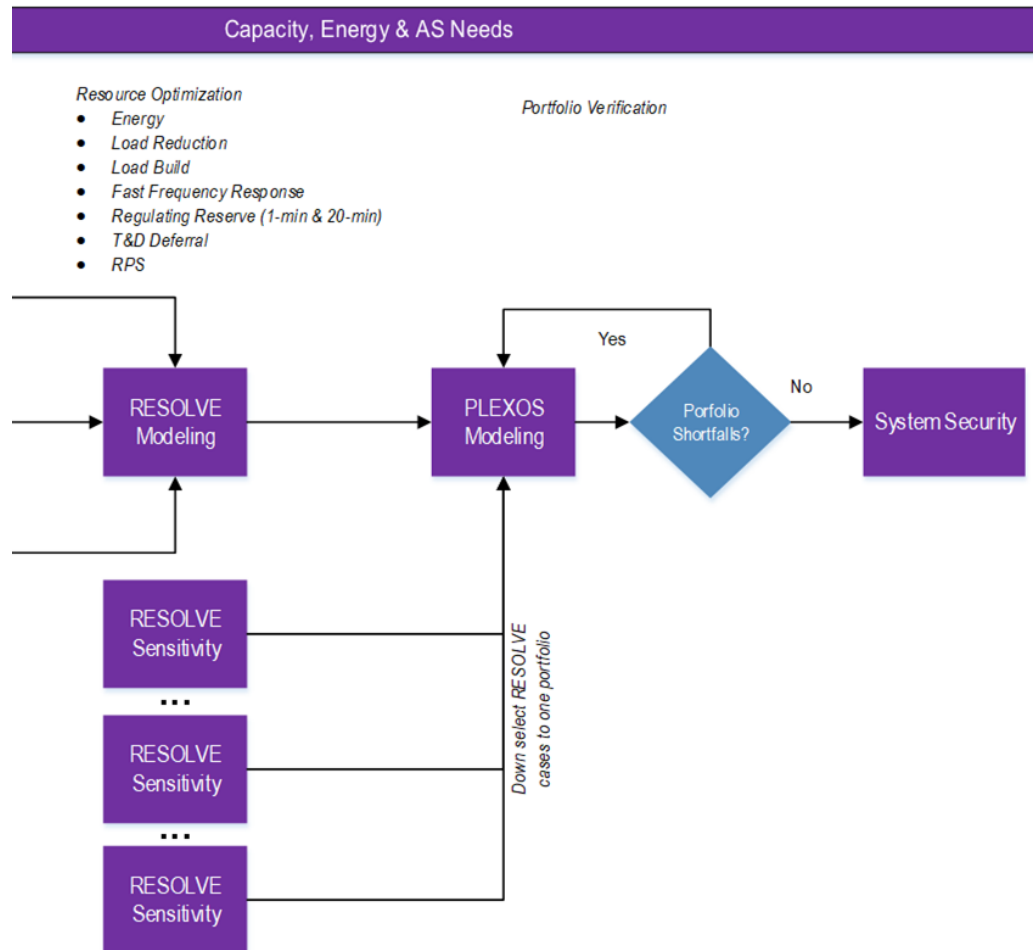 Capacity, Energy & AS Needs
Resource Optimization
• Energy
• Load Reduction
• Load Build
• Fast Frequency Response
• Regulating Reserve (1-min & 20-min)
• T&D Deferral
• RPS
Portfolio Verification
Yes
No
RESOLVE
Modeling
PLEXOS
Modeling
Porfolio
Shortfalls?
System Security
RESOLVE
Sensitivity
...
RESOLVE
Sensitivity
...
RESOLVE
Sensitivity
Down select RESOLVE
cases to one portfolio